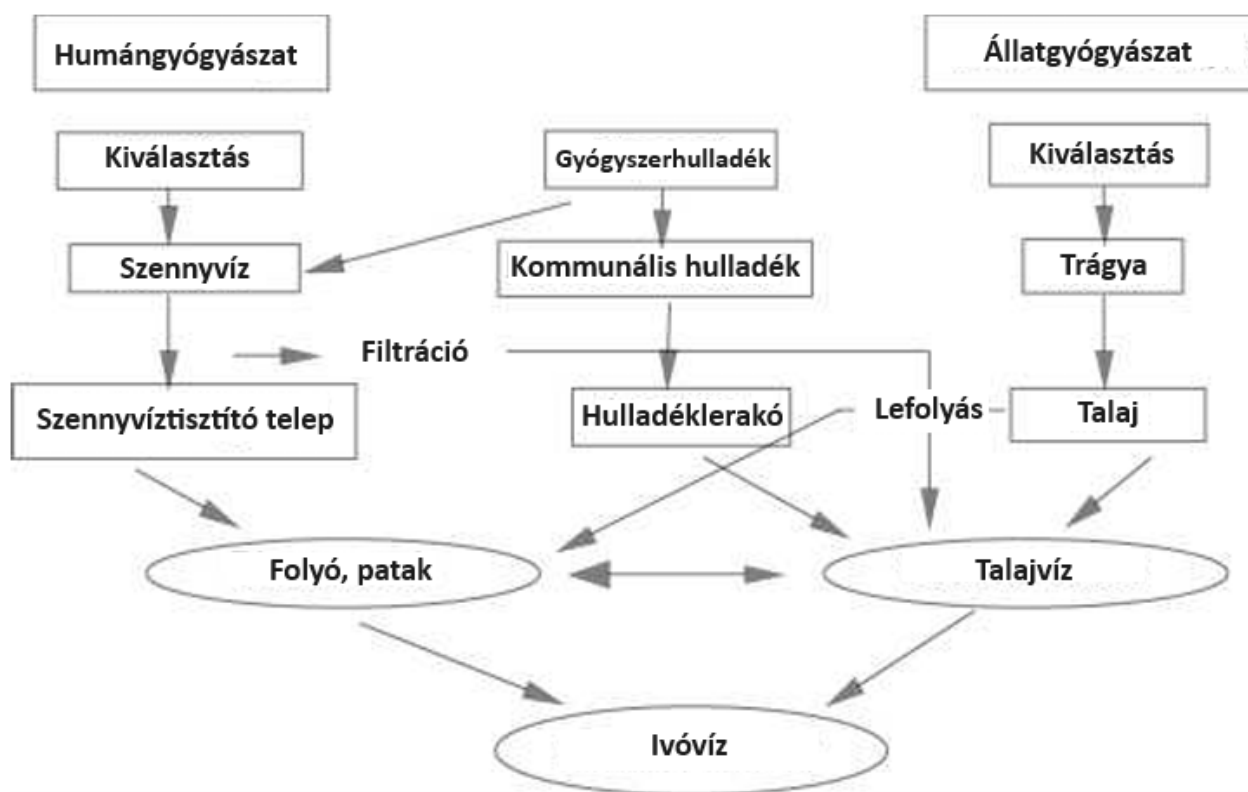 Humángyógyászat
Állatgyógyászat
Kiválasztás
Gyógyszerhulladék
Kiválasztás
Szennyvíz
Kommunális hulladék
Trágya
Filtráció
Szennyvíztisztító telep
Hulladéklerakó
Lefolyás
Talaj
Folyó, patak
Talajvíz
Ivóvíz